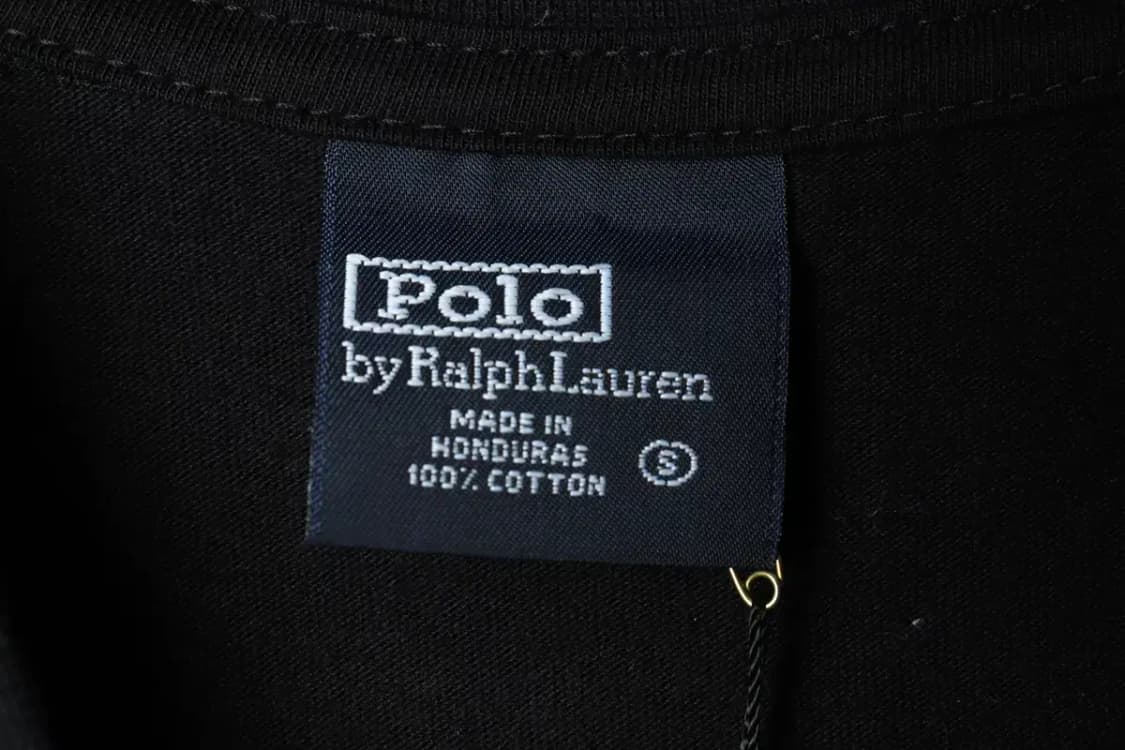 Polo
by Ralph Lauren
MADE IN
HONDURAS
100% COTTON
S